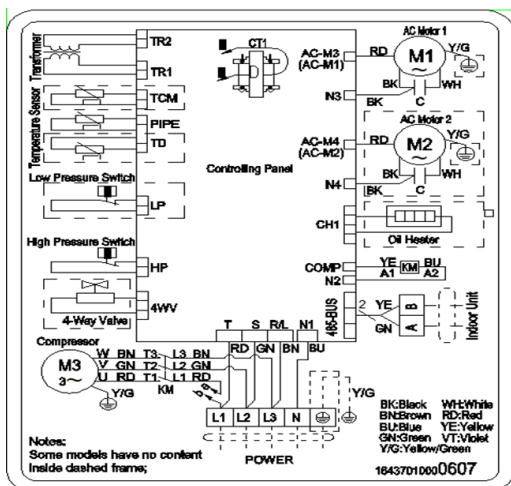 Transformer
TR2
TR1
CT1
AC-M3
(AC-M1)
RD
AC Motor 1
M1
Y/G
BK
WH
N3
BK
C
Temperature Sensor
TCM
PIPE
TD
AC-M4
(AC-M2)
RD
AC Motor 2
M2
Y/G
BK
WH
N4
BK
C
Controlling Panel
Low Pressure Switch
LP
CH1
Oil Heater
High Pressure Switch
HP
COMP
N2
YE
KM
BU
A1
A2
4WV
4-Way Valve
485-BUS
2
YE
GN
B
A
Indoor Unit
T
S
R/L
N1
RD
GN
BN
BU
Compressor
M3
3~
W BN T3 L3 BN
V GN T2 L2 GN
U RD T1 L1 RD
KM
Y/G
a
b
L1
L2
L3
N
Y/G
POWER
BK:Black WH:White
BN:Brown RD:Red
BU:Blue YE:Yellow
GN:Green VT:Violet
Y/G:Yellow/Green
Notes:
Some models have no content
inside dashed frame;
16437010000607